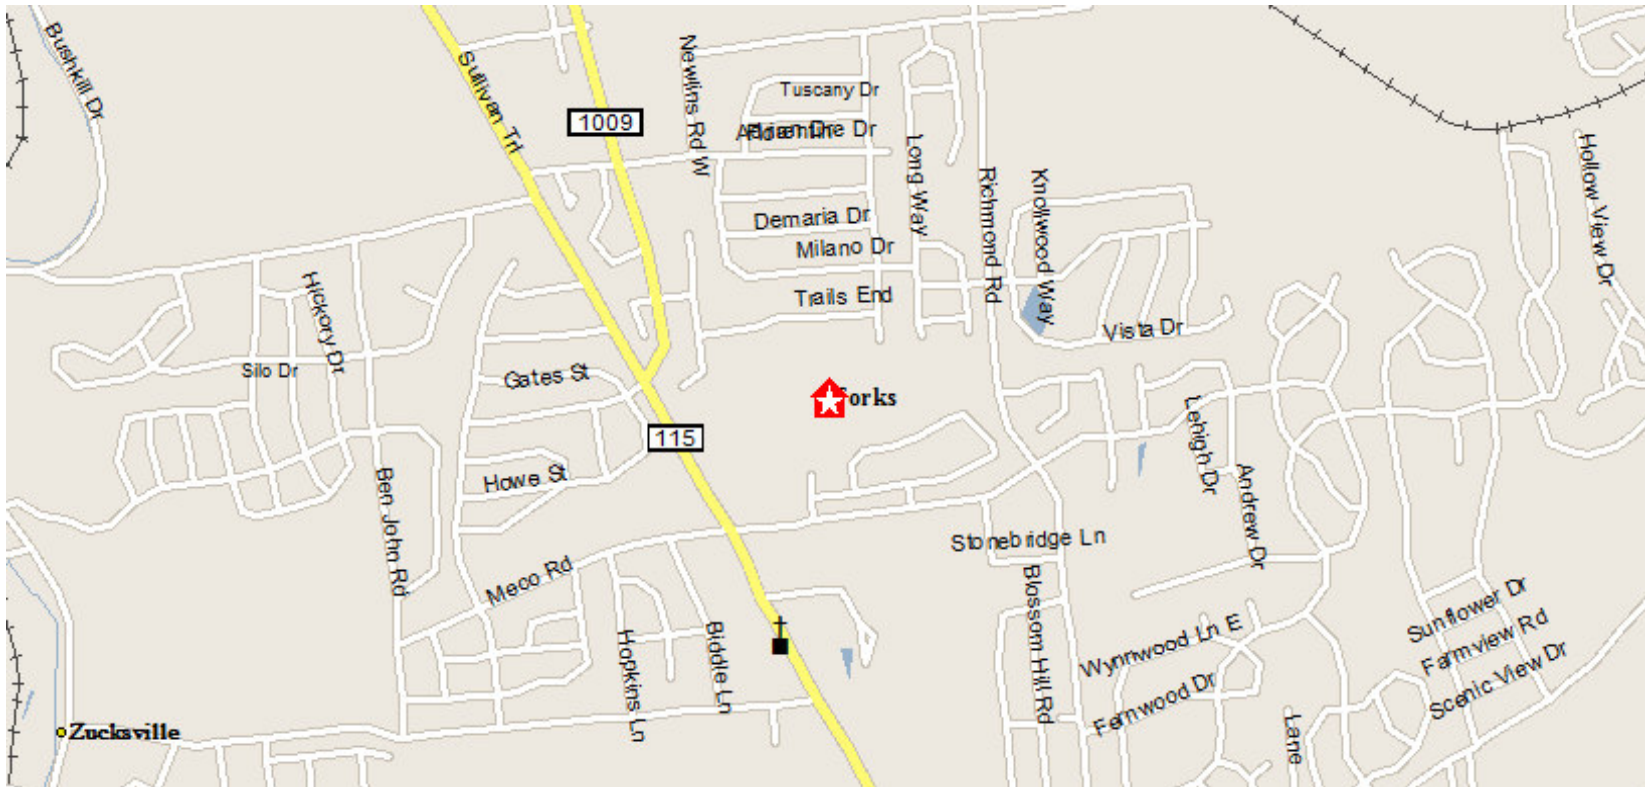 Bushkill Dr
Sullivan Trl
1009
Newlins Rd W
Tuscany Dr
Dr
Long Way
Richmond Rd
Knollwood Way
Hollow View Dr
Demaria Dr
Milano Dr
Trails End
Vista Dr
Hickory Dr
Silo Dr
Gates St
115
Forks
Lehigh Dr
Andrew Dr
Howe St
Ben John Rd
Meco Rd
Stonebridge Ln
Blossom Hill Rd
Hopkins Ln
Biddle Ln
Wynnwood Ln E
Fernwood Dr
Sunflower Dr
Farmview Rd
Scenic View Dr
Lane
Zucksville